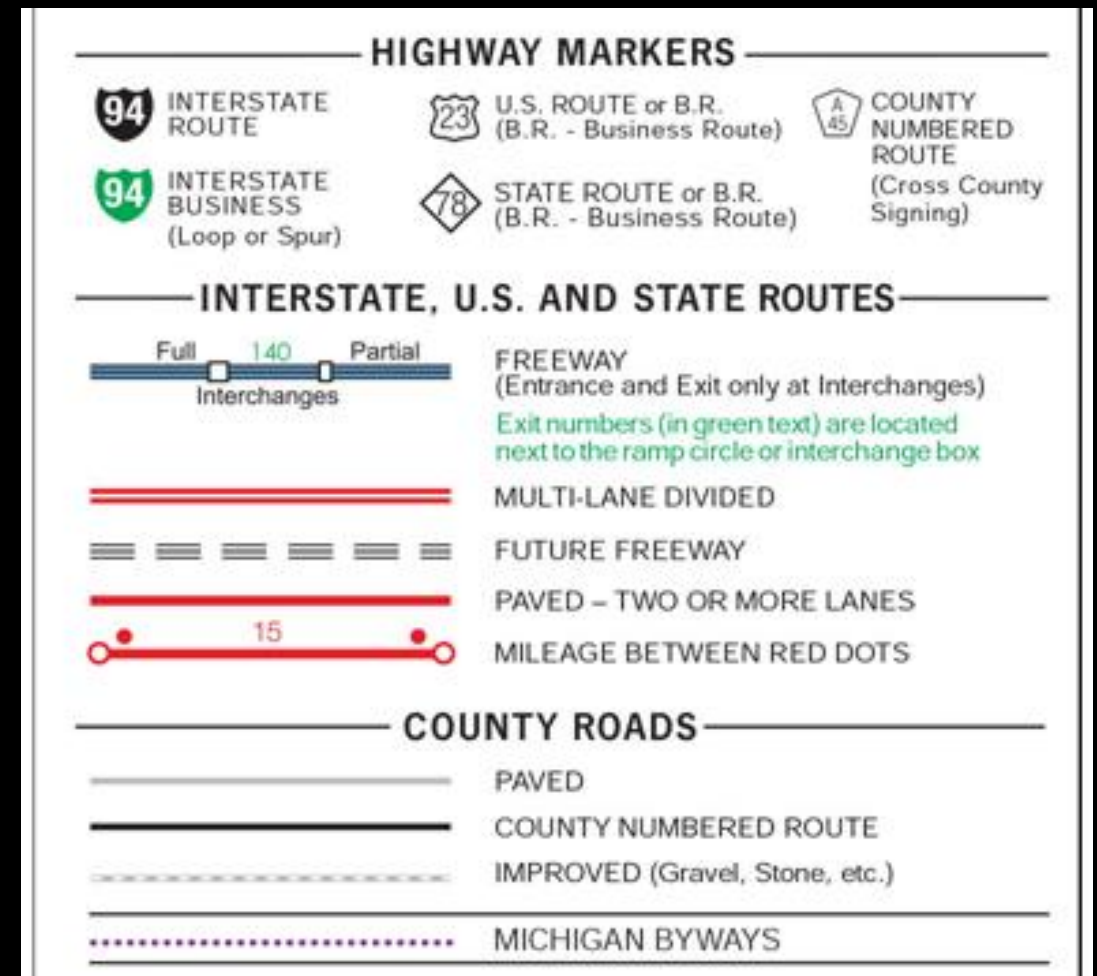 HIGHWAY MARKERS
94 INTERSTATE
ROUTE
94 INTERSTATE
BUSINESS
(Loop or Spur)
23 U.S. ROUTE or B.R.
(B.R. - Business Route)
78 STATE ROUTE or B.R.
(B.R. - Business Route)
A
45
COUNTY
NUMBERED
ROUTE
(Cross County
Signing)
INTERSTATE, U.S. AND STATE ROUTES
Full 140 Partial
Interchanges
FREEWAY
(Entrance and Exit only at Interchanges)
Exit numbers (in green text) are located
next to the ramp circle or interchange box
MULTI-LANE DIVIDED
FUTURE FREEWAY
PAVED – TWO OR MORE LANES
15
MILEAGE BETWEEN RED DOTS
COUNTY ROADS
PAVED
COUNTY NUMBERED ROUTE
IMPROVED (Gravel, Stone, etc.)
MICHIGAN BYWAYS